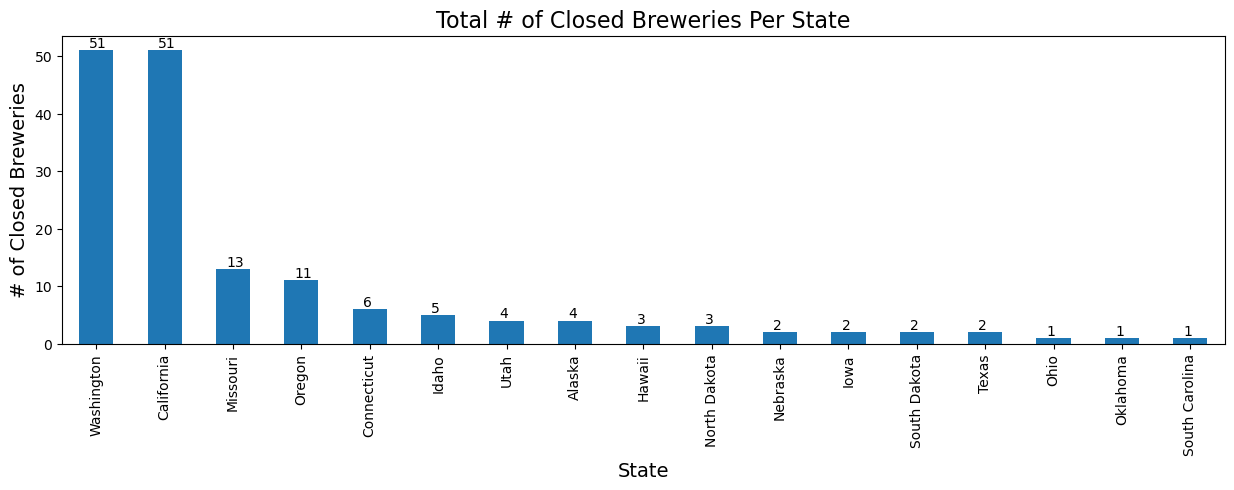 Total # of Closed Breweries Per State
# of Closed Breweries
50
40
30
20
10
0
51
51
13
11
6
5
4
4
3
3
2
2
2
2
1
1
1
Washington
California
Missouri
Oregon
Connecticut
Idaho
Utah
Alaska
Hawaii
North Dakota
Nebraska
Iowa
South Dakota
Texas
Ohio
Oklahoma
South Carolina
State